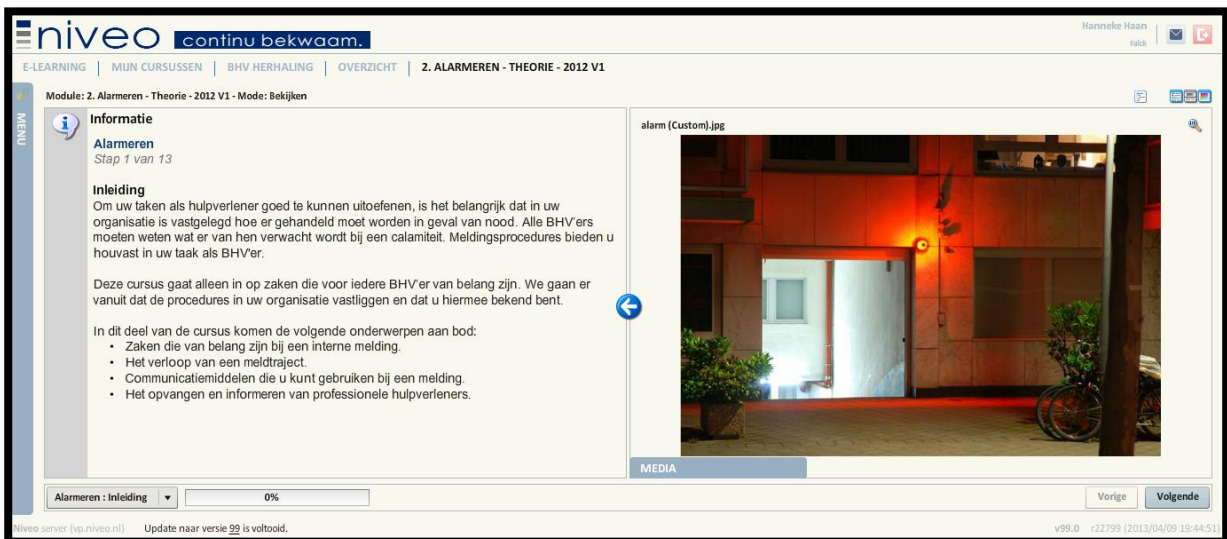 niveo continu bekwaam.
Hanneke Haan
Falck
E-LEARNING | MIJN CURSUSSEN | BHV HERHALING | OVERZICHT | 2. ALARMEREN - THEORIE - 2012 V1
MENU
Module: 2. Alarmeren - Theorie - 2012 V1 - Mode: Bekijken
Informatie
Alarmeren
Stap 1 van 13
Inleiding
Om uw taken als hulpverlener goed te kunnen uitoefenen, is het belangrijk dat in uw
organisatie is vastgelegd hoe er gehandeld moet worden in geval van nood. Alle BHV'ers
moeten weten wat er van hen verwacht wordt bij een calamiteit. Meldingsprocedures bieden u
houvast in uw taak als BHV'er.
Deze cursus gaat alleen in op zaken die voor iedere BHV'er van belang zijn. We gaan er
vanuit dat de procedures in uw organisatie vastliggen en dat u hiermee bekend bent.
In dit deel van de cursus komen de volgende onderwerpen aan bod:
• Zaken die van belang zijn bij een interne melding.
• Het verloop van een meldtraject.
• Communicatiemiddelen die u kunt gebruiken bij een melding.
• Het opvangen en informeren van professionele hulpverleners.
alarm (Custom).jpg
MEDIA
Alarmeren : Inleiding
0%
Vorige
Volgende
Niveo server (vp.niveo.nl) Update naar versie 99 is voltooid.
v99.0 r22799 (2013/04/09 19:44:51)